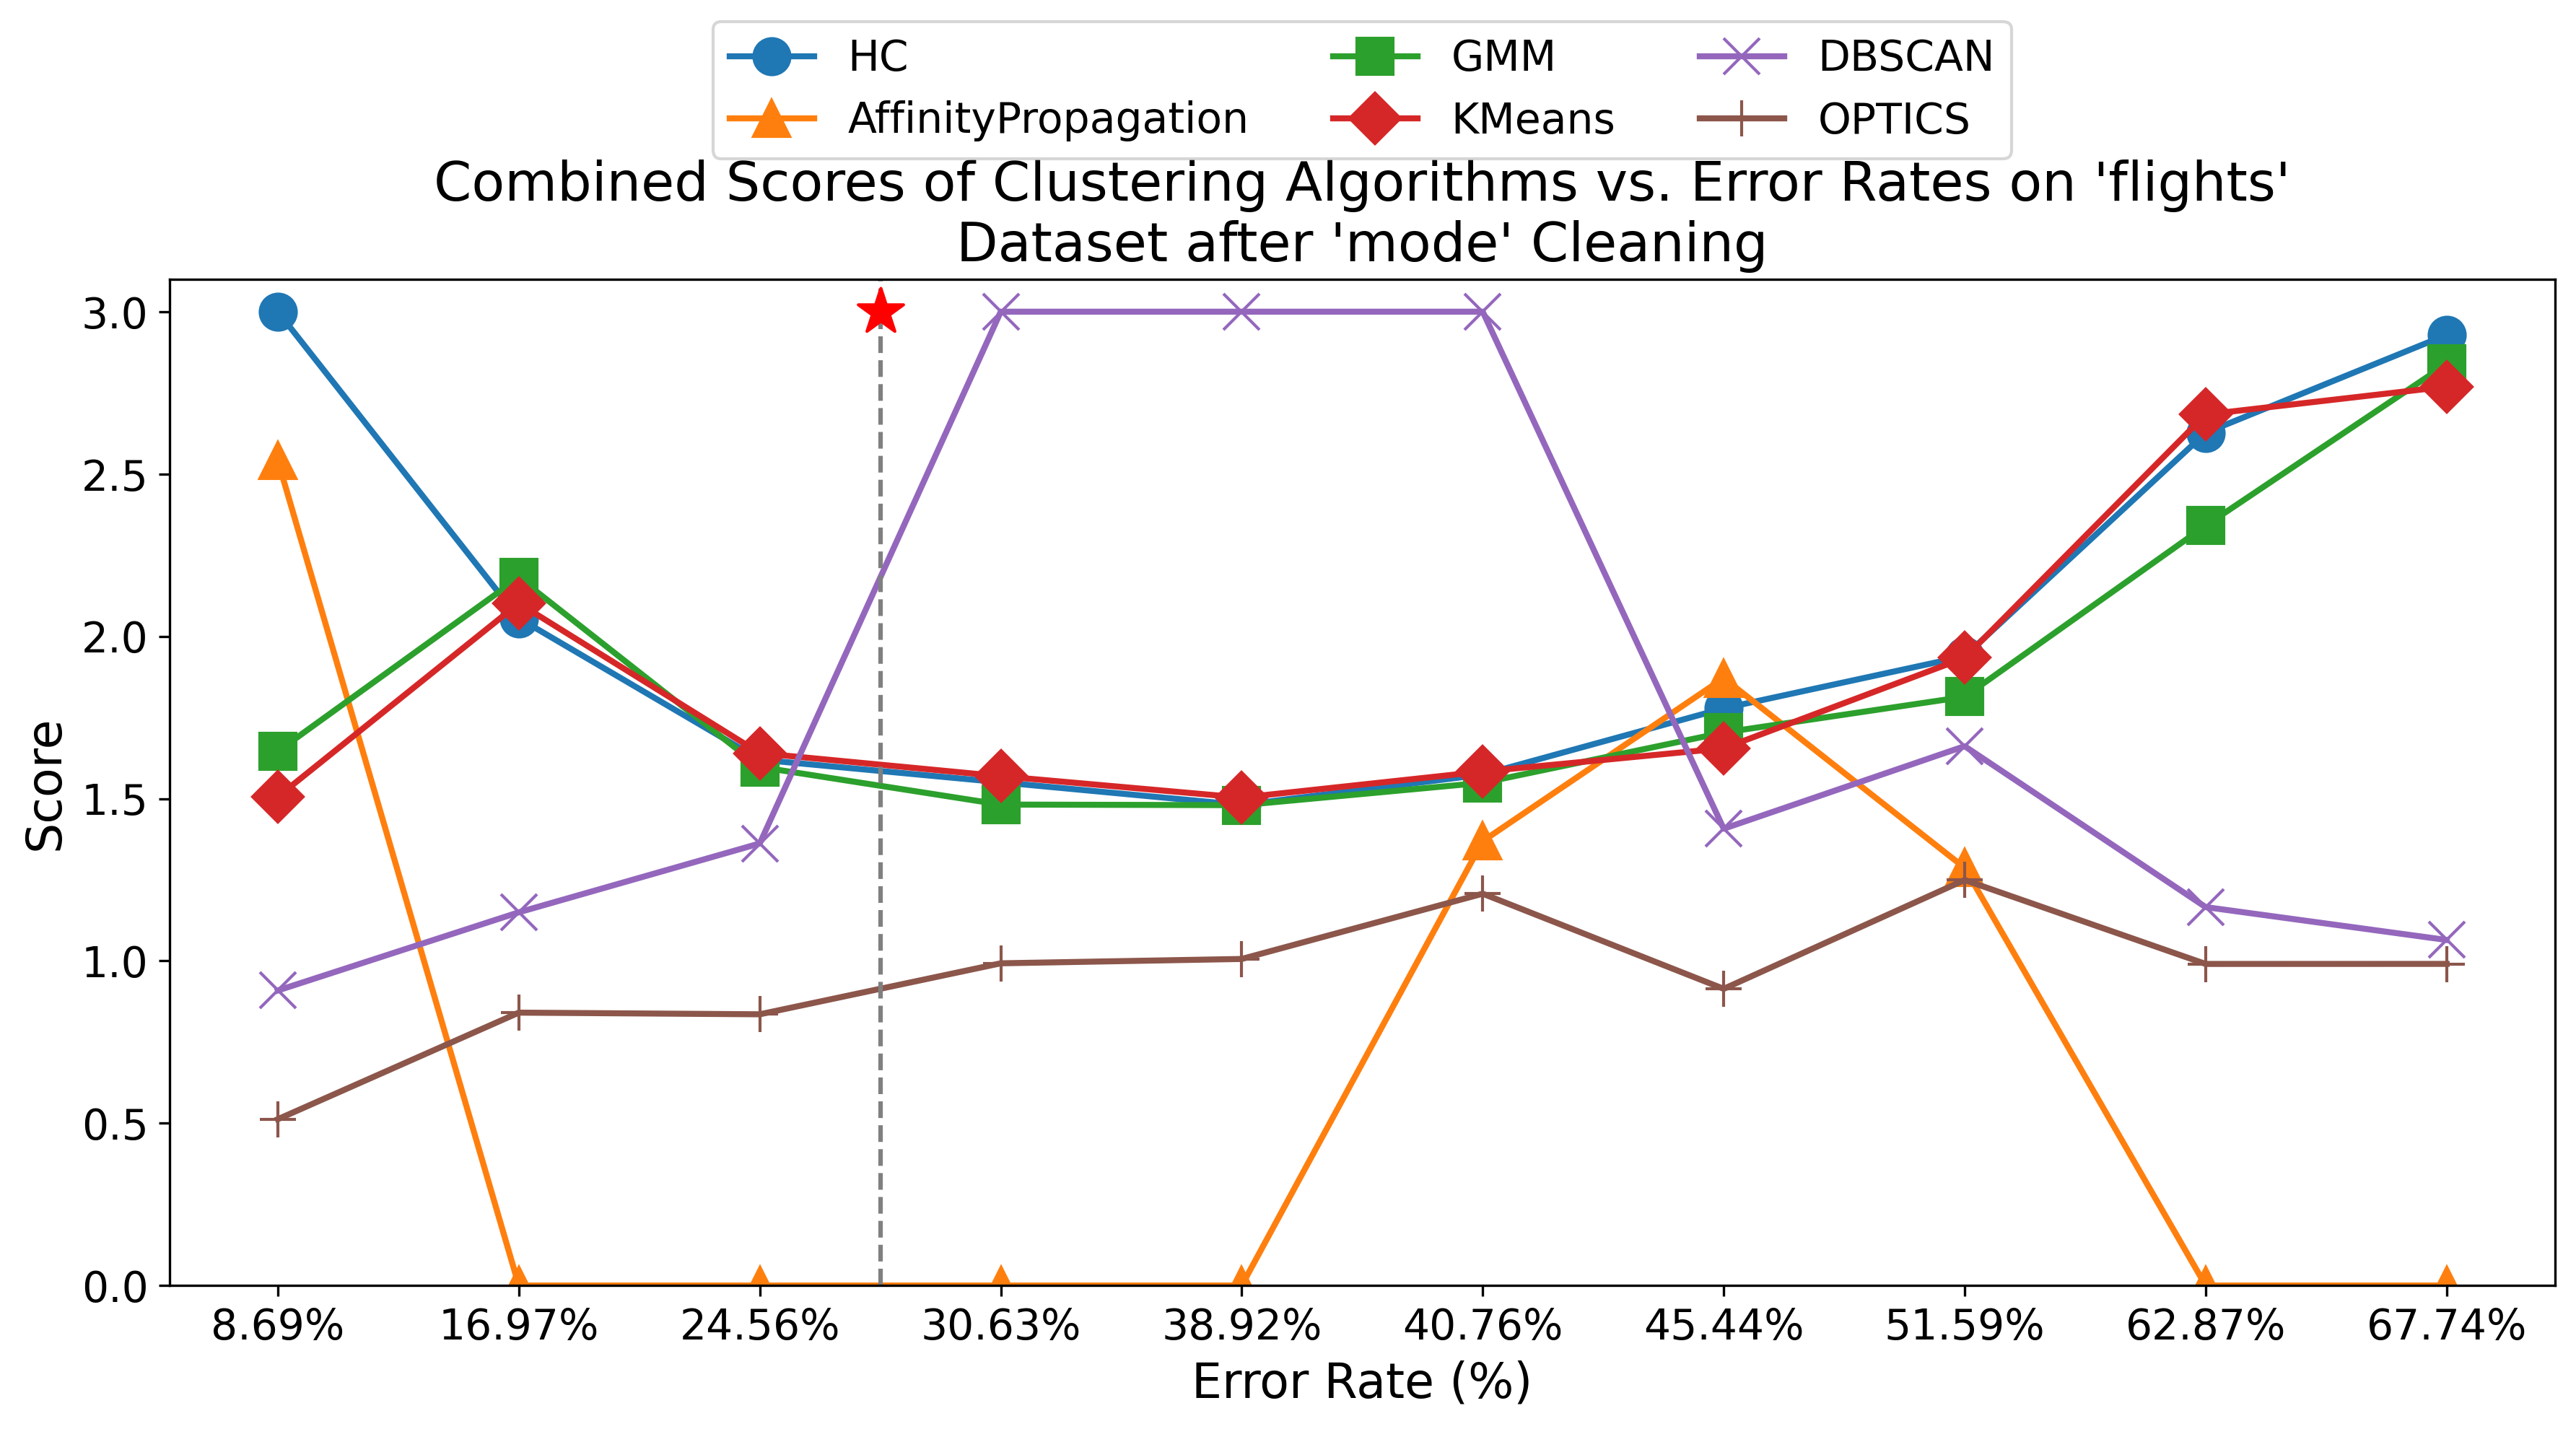 HC
AffinityPropagation
GMM
KMeans
DBSCAN
OPTICS
Combined Scores of Clustering Algorithms vs. Error Rates on 'flights'
Dataset after 'mode' Cleaning
3.0
2.5
2.0
1.5
1.0
0.5
0.0
Score
8.69% 16.97% 24.56% 30.63% 38.92% 40.76% 45.44% 51.59% 62.87% 67.74%
Error Rate (%)